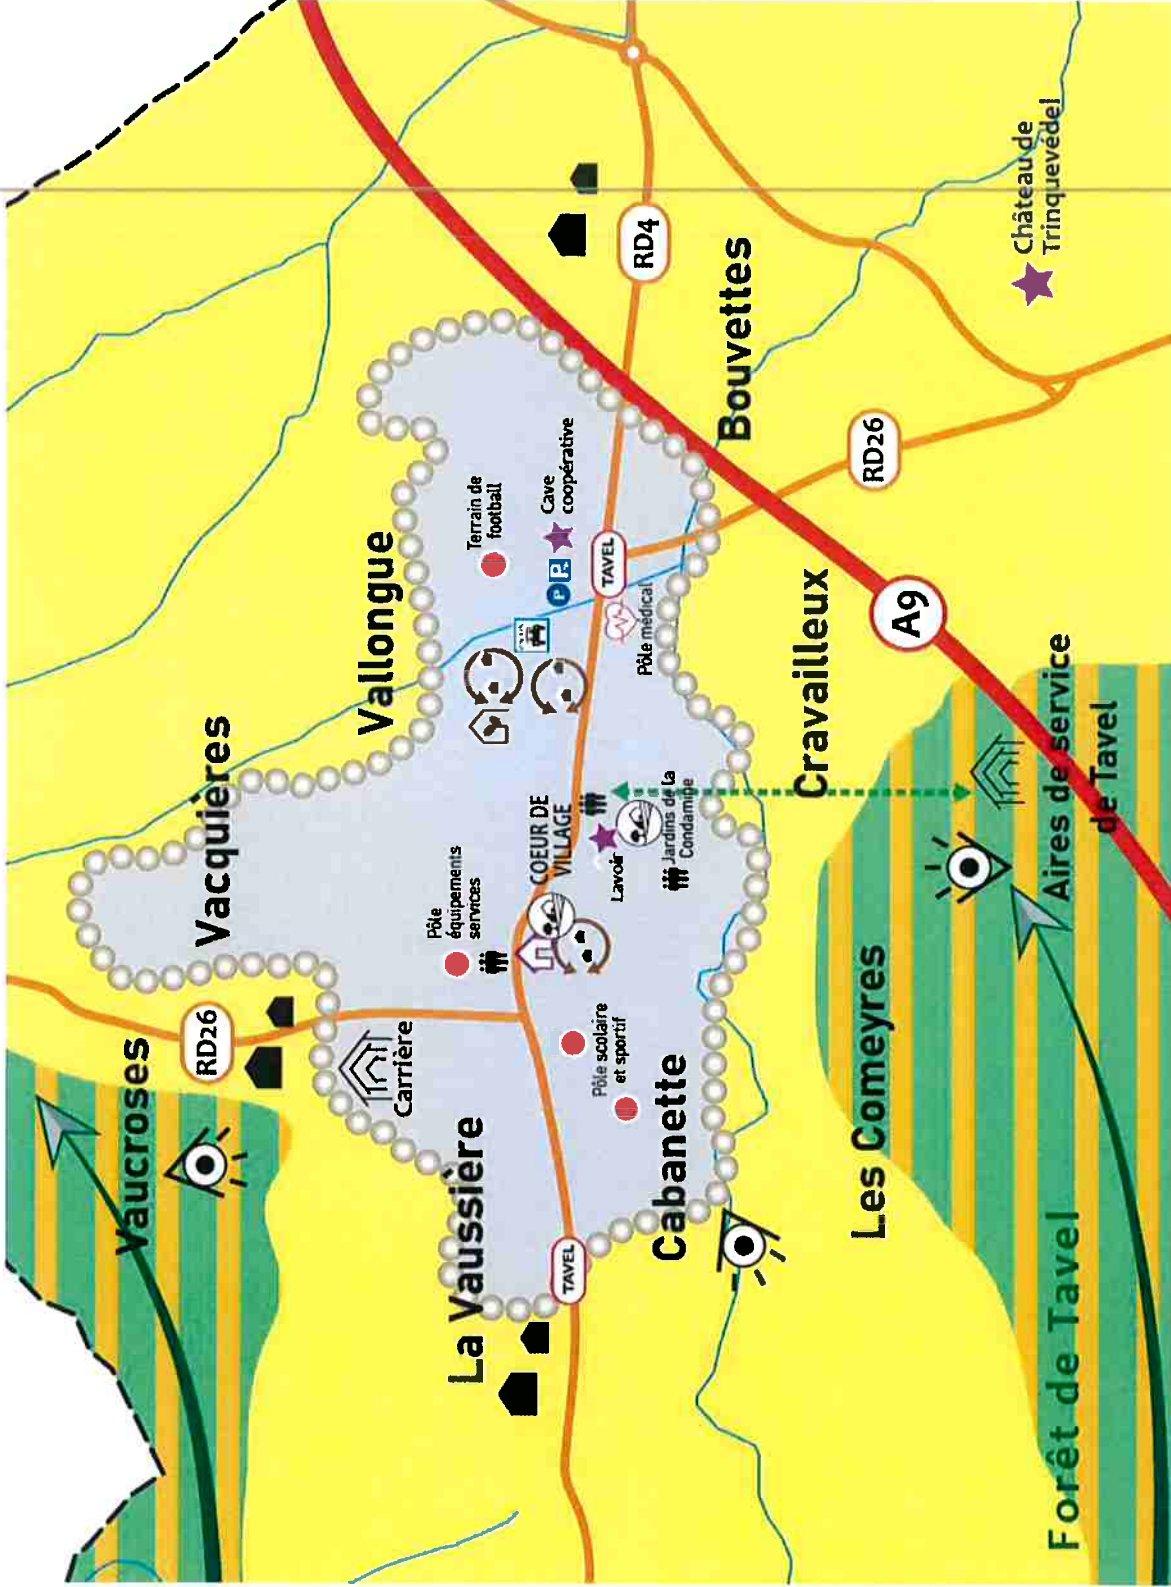 Vaucroses
RD26
Vacquières
Vallongue
La Vaussière
Carrière
Pôle
équipements
services
Terrain de
football
Cave
coopérative
P
P
COEUR DE
VILLAGE
TAVEL
TAVEL
RD4
Pôle scolaire
et sportif
Lavoir
Jardins de la
Condamine
Pôle médical
Cabanette
Bouvettes
Cravailleux
RD26
A9
Les Comeyres
Château de
Trinquevédel
Aires de service
de Tavel
Forêt de Tavel